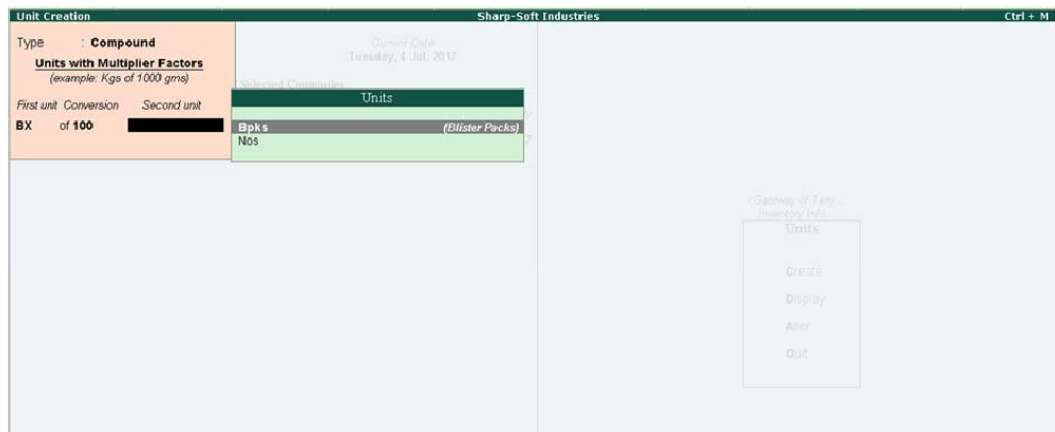 Unit Creation Sharp-Soft Industries Ctrl + M
Type : Compound
Units with Multiplier Factors
(example: Kgs of 1000 gms)
First unit Conversion Second unit
BX of 100
Current Date
Tuesday, 4 Jul, 2017
Selected Companies
Units
Bpks (Blister Packs)
Nos
Gateway of Tally ...
Inventory Info. ...
Units
Create
Display
Alter
Quit